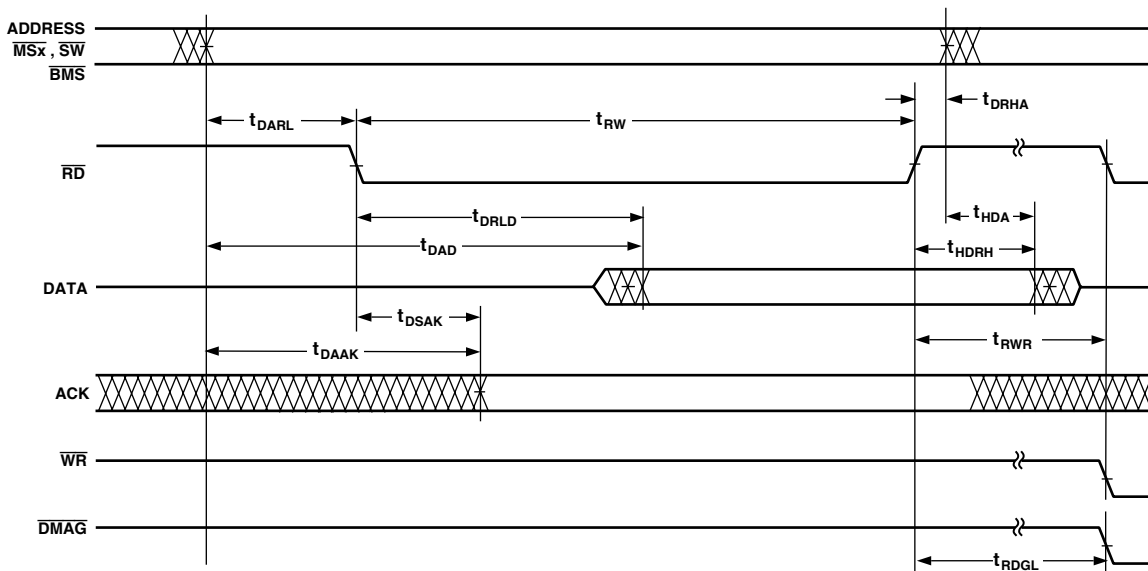 ADDRESS
MSx , SW
BMS
tDRHA
tDARL
tRW
RD
tHDA
tDRLD
tDAD
tHDRH
DATA
tDSAK
tRWR
tDAAK
ACK
WR
DMAG
tRDGL